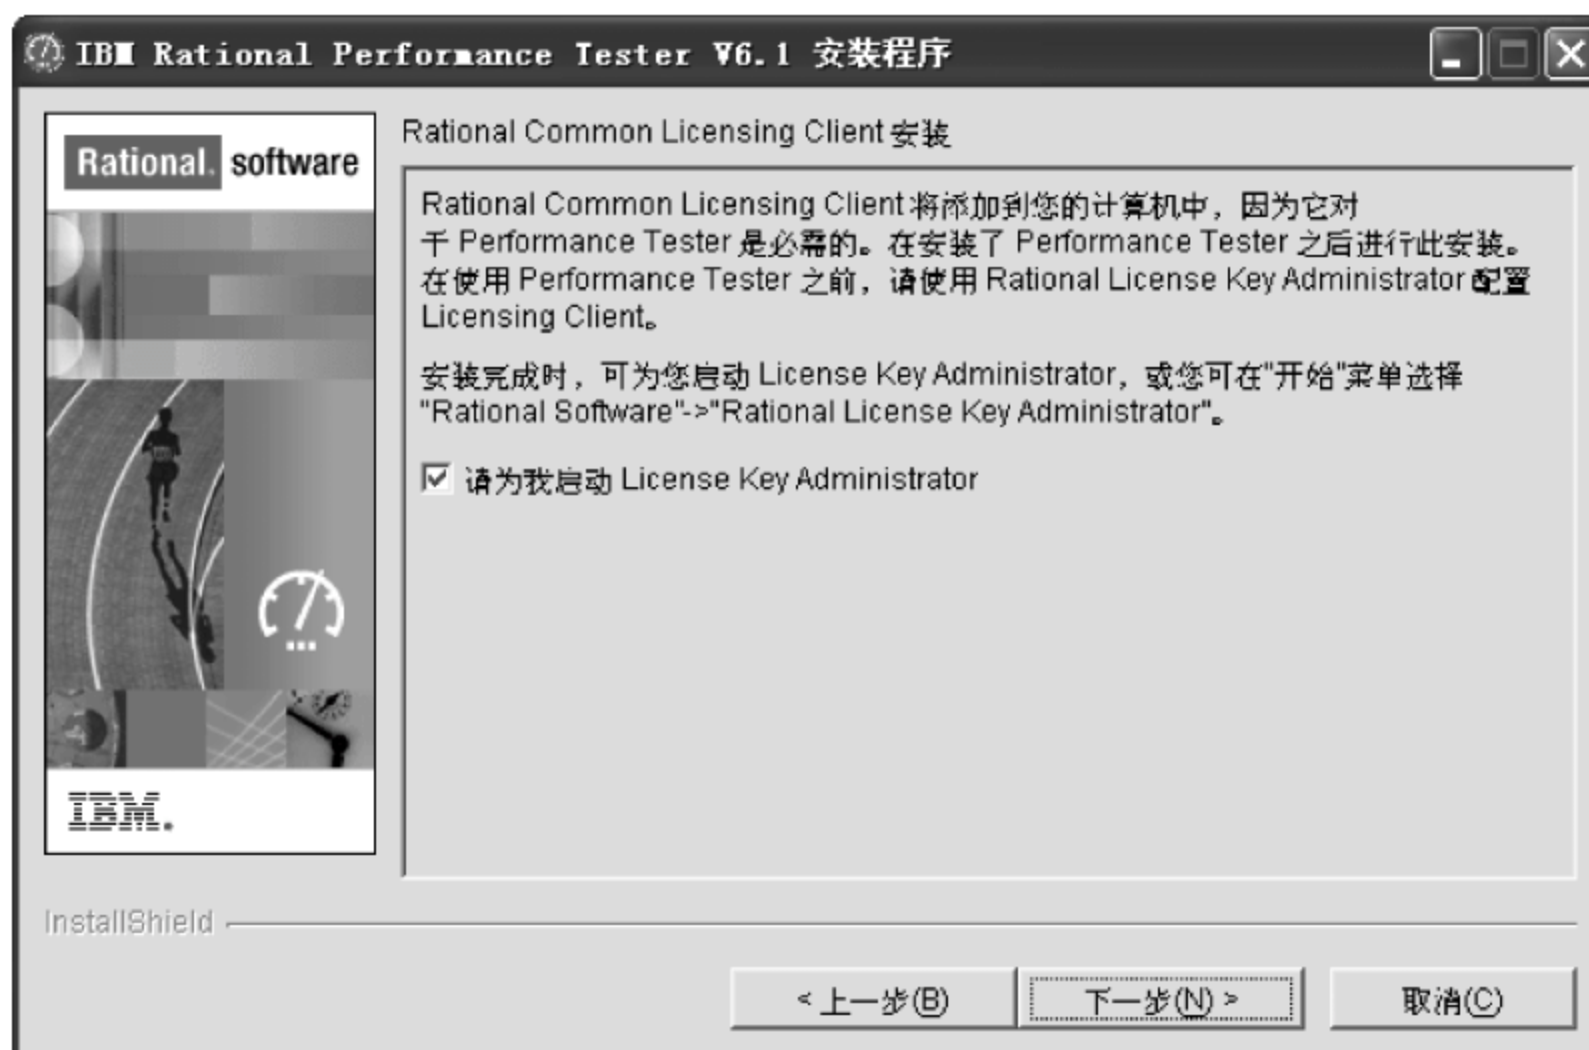 IBM Rational Performance Tester V6.1 安装程序
Rational. software
Rational Common Licensing Client 安装
Rational Common Licensing Client 将添加到您的计算机中，因为它对
于 Performance Tester 是必需的。在安装了 Performance Tester 之后进行此安装。
在使用 Performance Tester 之前，请使用 Rational License Key Administrator 配置
Licensing Client。
安装完成时，可为您启动 License Key Administrator，或您可在"开始"菜单选择
"Rational Software"->"Rational License Key Administrator"。
请为我启动 License Key Administrator
IBM.
InstallShield
< 上一步(B)
下一步(N) >
取消(C)